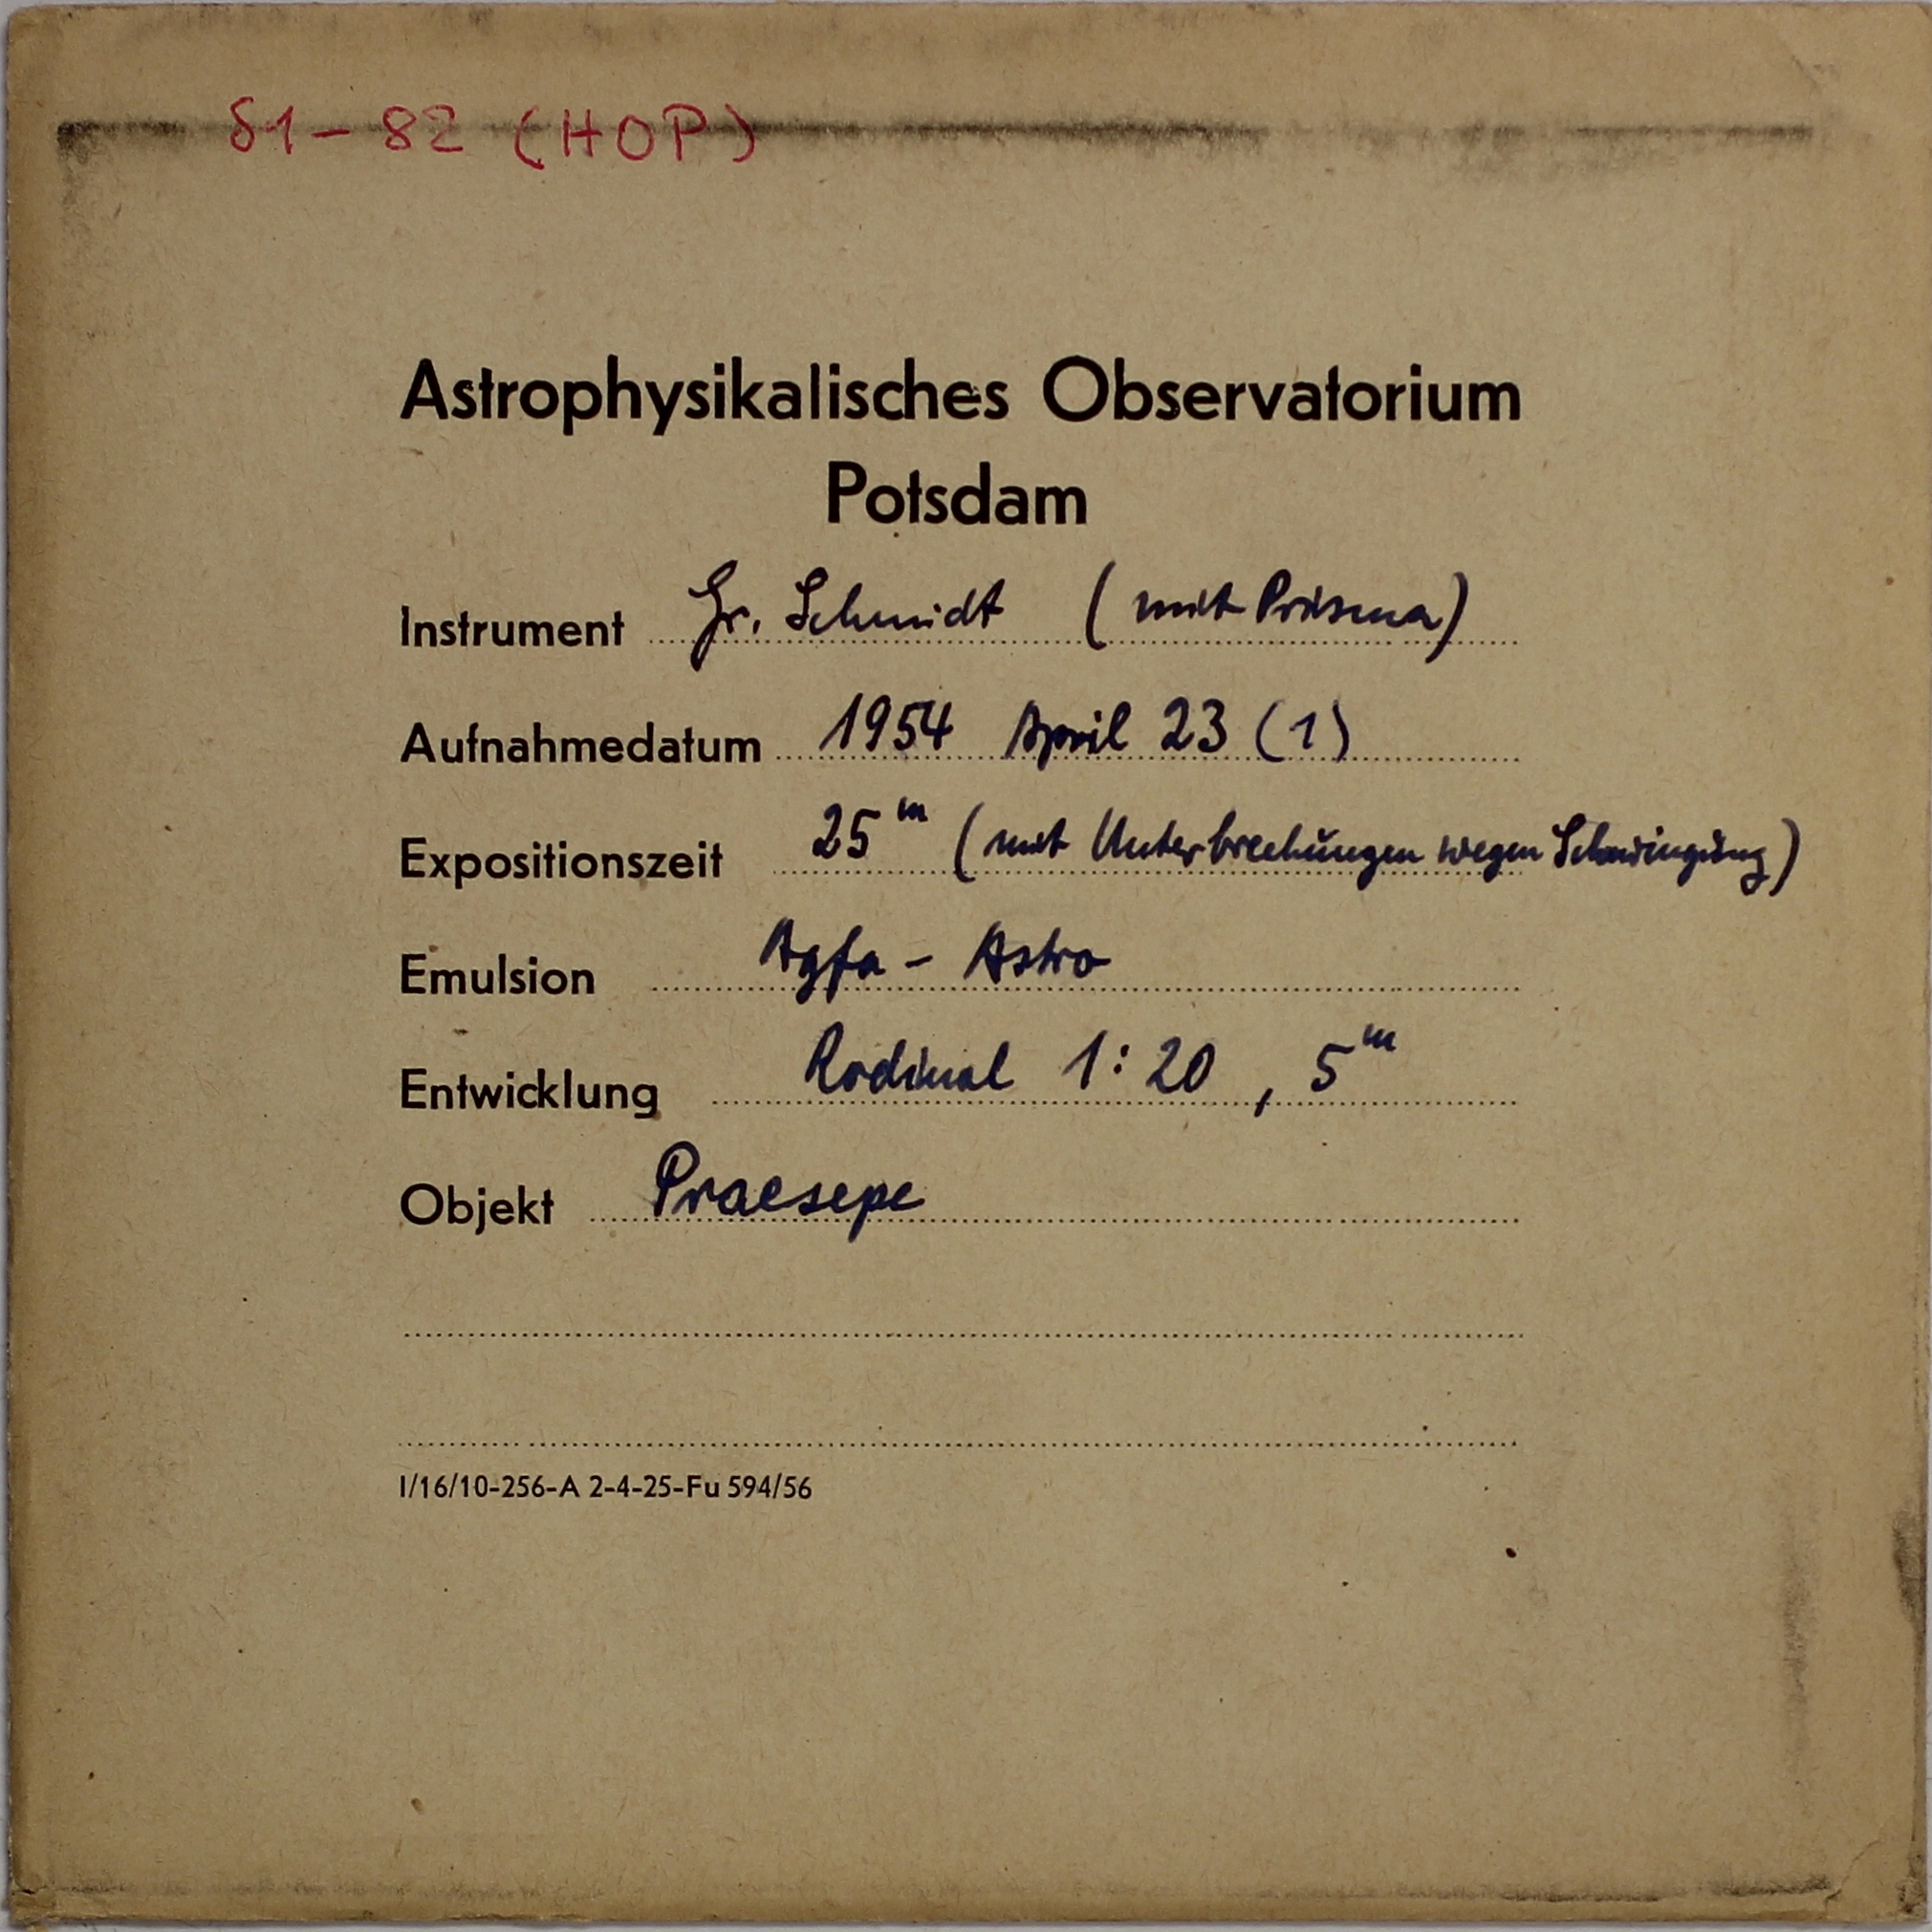 81-82 (HOP)
Astrophysikalisches Observatorium
Potsdam
Instrument Gr. Schmidt (mit Prisma)
Aufnahmedatum 1954 April 23 (1)
Expositionszeit 25m (mit Unterbrechungen wegen Schwingung)
Emulsion Agfa - Astro
Entwicklung Rodinal 1:20, 5m
Objekt Praesepe
I/16/10-256-A 2-4-25-Fu 594/56